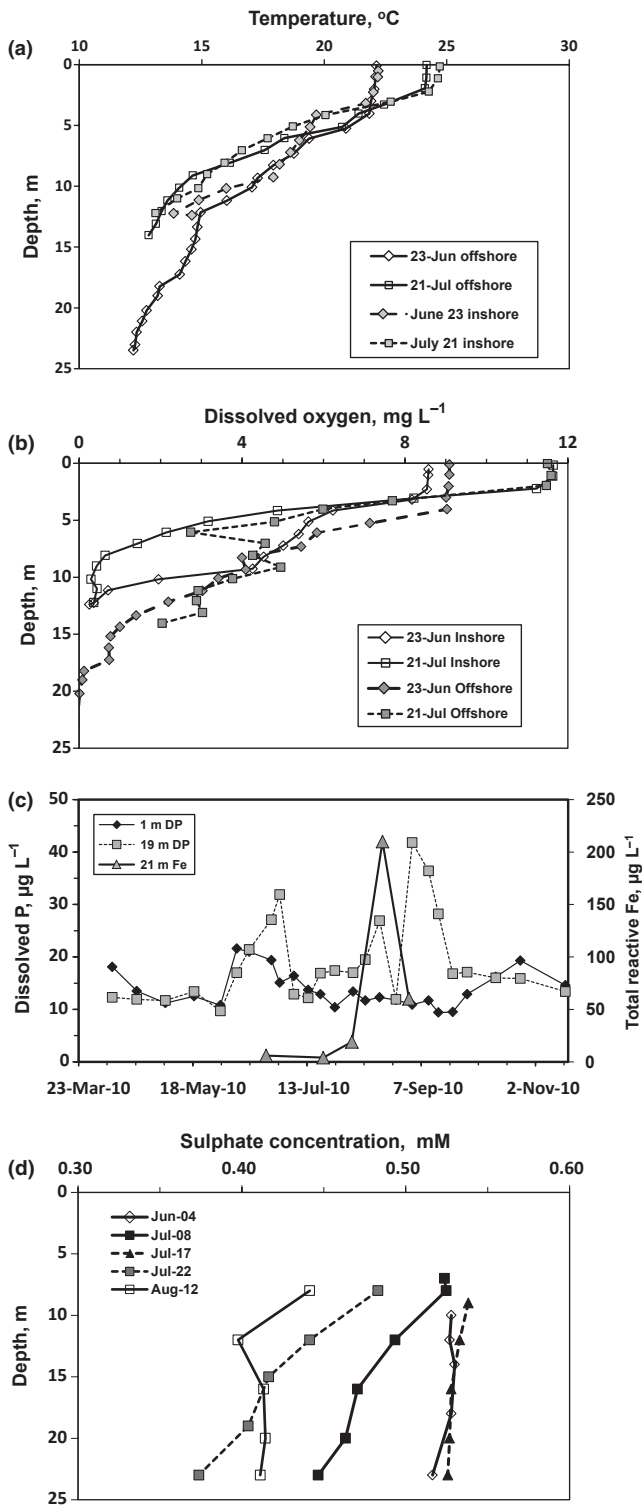 Temperature, ºC
(a)
10 15 20 25 30
0
5
10
15
20
25
Depth, m
23-Jun offshore
21-Jul offshore
June 23 inshore
July 21 inshore
Dissolved oxygen, mg L⁻¹
(b)
0 4 8 12
0
5
10
15
20
25
Depth, m
23-Jun Inshore
21-Jul Inshore
23-Jun Offshore
21-Jul Offshore
(c)
50
40
30
20
10
0
Dissolved P, µg L⁻¹
1 m DP
19 m DP
21 m Fe
250
200
150
100
50
0
Total reactive Fe, µg L⁻¹
23-Mar-10 18-May-10 13-Jul-10 7-Sep-10 2-Nov-10
Sulphate concentration, mM
(d)
0.30 0.40 0.50 0.60
0
5
10
15
20
25
Depth, m
Jun-04
Jul-08
Jul-17
Jul-22
Aug-12